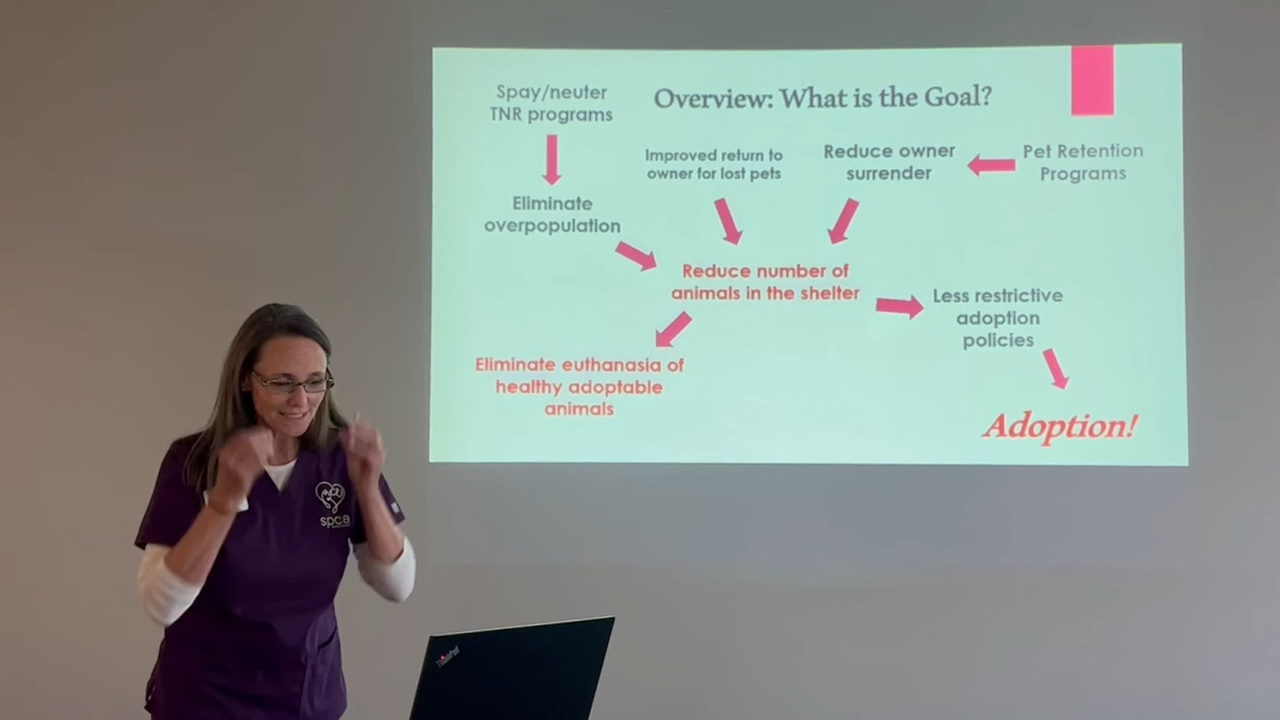 Overview: What is the Goal?
Spay/neuter
TNR programs
Eliminate
overpopulation
Improved return to
owner for lost pets
Reduce owner
surrender
Pet Retention
Programs
Reduce number of
animals in the shelter
Less restrictive
adoption
policies
Eliminate euthanasia of
healthy adoptable
animals
Adoption!
spca
ThinkPad